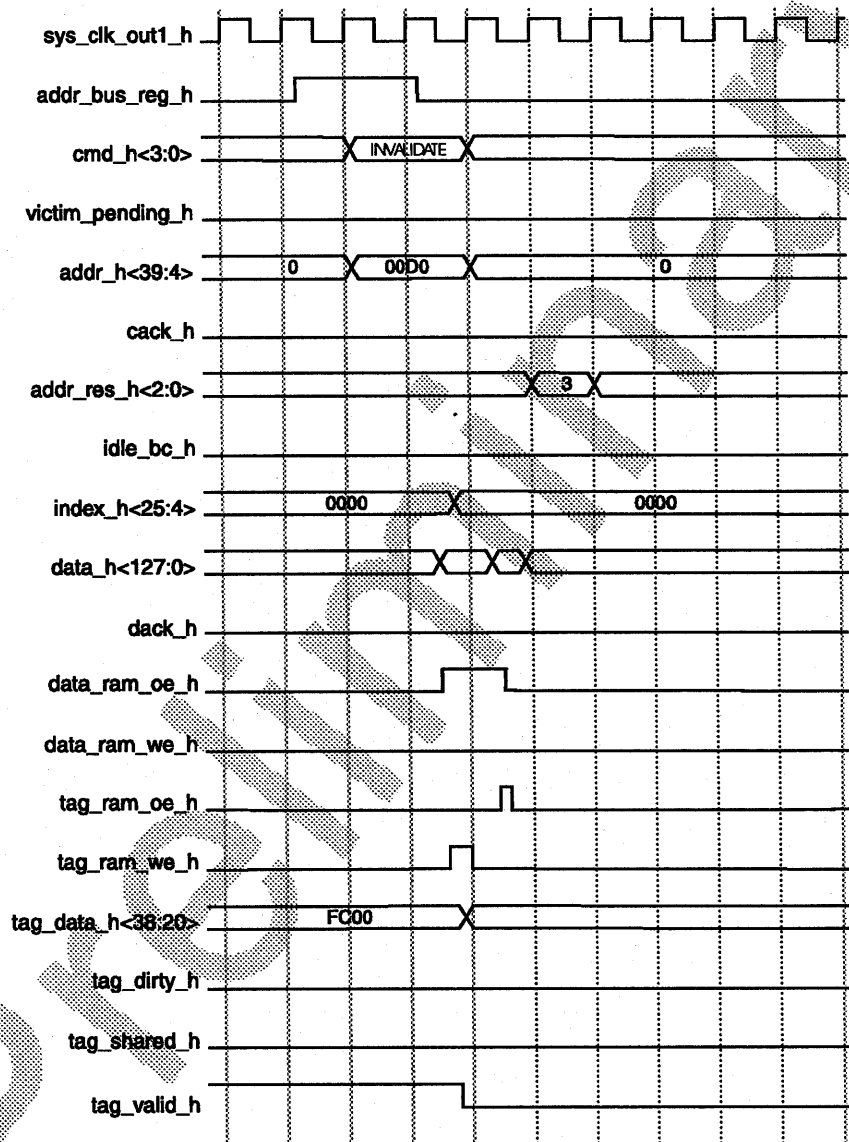 sys_clk_out1_h
addr_bus_reg_h
cmd_h<3:0> INVALIDATE
victim_pending_h
addr_h<39:4> 0 00D0 0
cack_h
addr_res_h<2:0> 3
idle_bc_h
index_h<25:4> 0000 0000
data_h<127:0>
dack_h
data_ram_oe_h
data_ram_we_h
tag_ram_oe_h
tag_ram_we_h
tag_data_h<38:20> FC00
tag_dirty_h
tag_shared_h
tag_valid_h